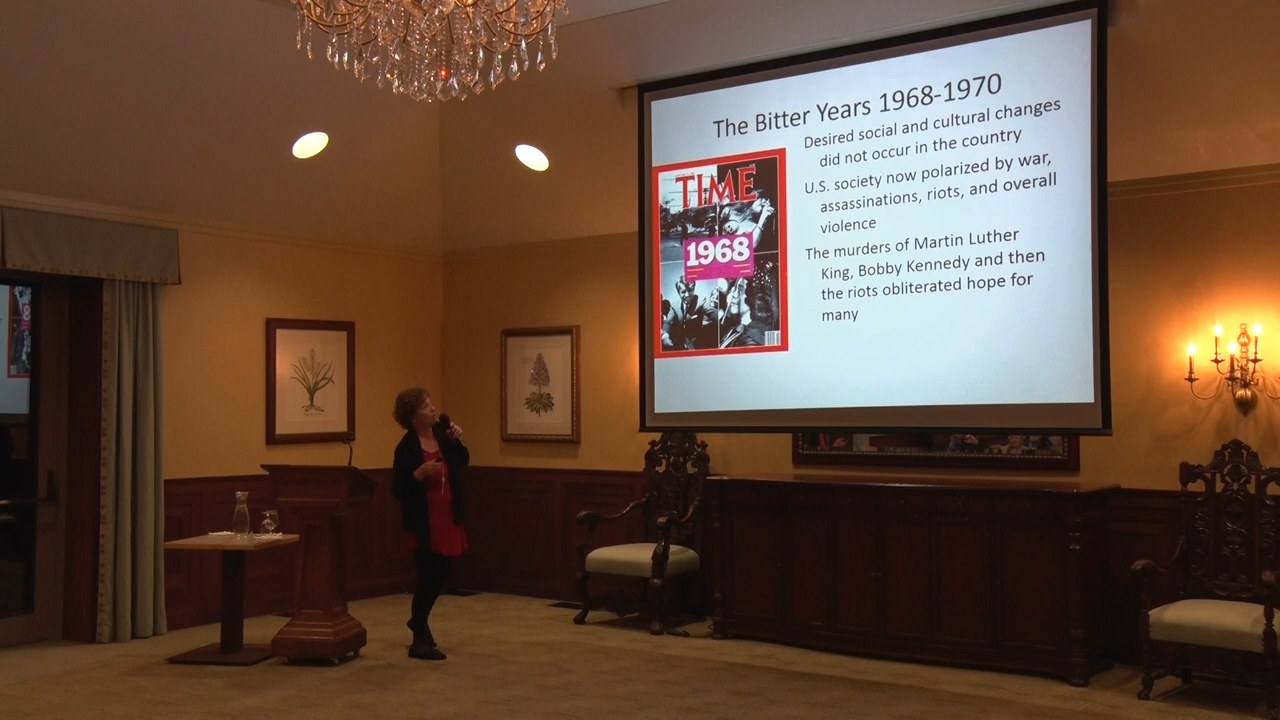 The Bitter Years 1968-1970
Desired social and cultural changes
did not occur in the country
U.S. society now polarized by war,
assassinations, riots, and overall
violence
The murders of Martin Luther
King, Bobby Kennedy and then
the riots obliterated hope for
many
TIME
1968